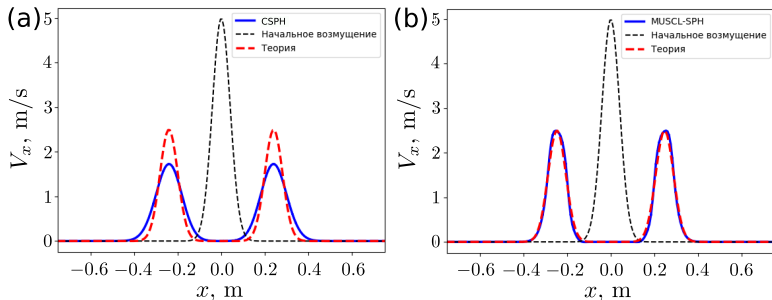 (a)
CSPH
Начальное возмущение
Теория
5
4
3
2
1
0
V_x, m/s
−0.6 −0.4 −0.2 0.0 0.2 0.4 0.6
x, m
(b)
MUSCL-SPH
Начальное возмущение
Теория
5
4
3
2
1
0
V_x, m/s
−0.6 −0.4 −0.2 0.0 0.2 0.4 0.6
x, m